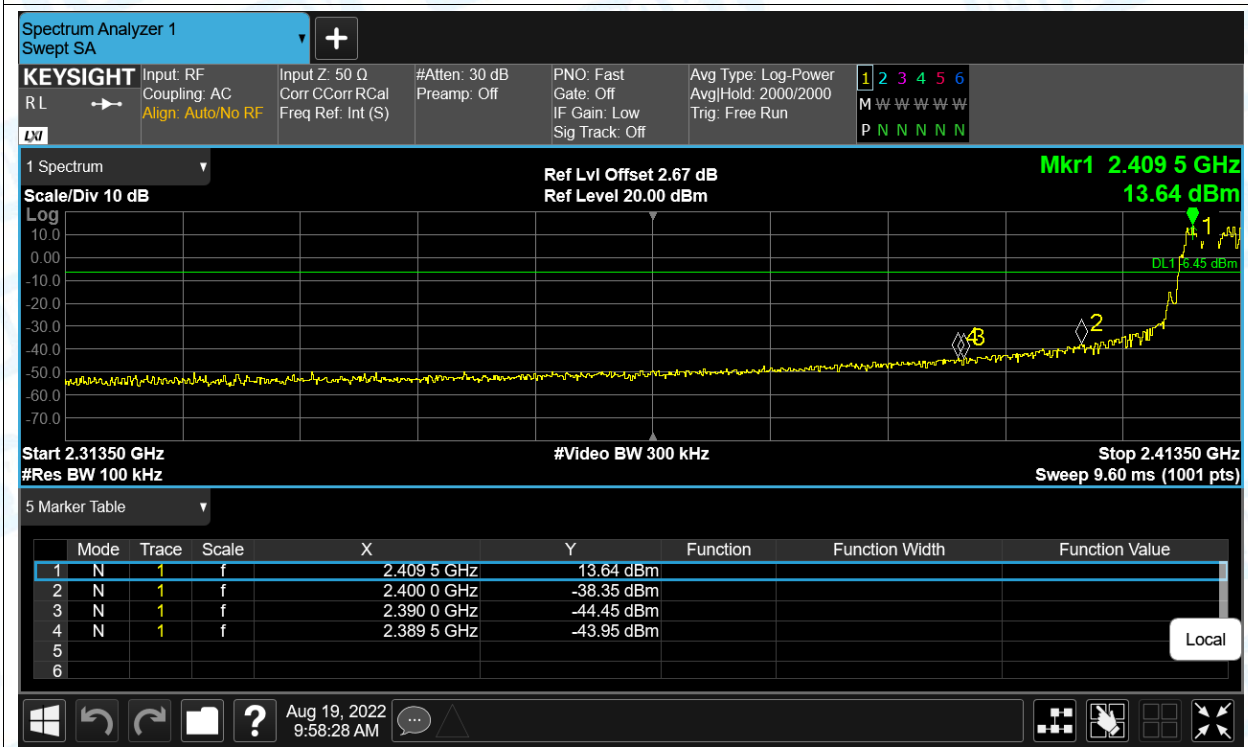 Spectrum Analyzer 1
Swept SA
KEYSIGHT
R L
LXI
Input: RF
Coupling: AC
Align: Auto/No RF
Input Z: 50 Ω
Corr CCorr RCal
Freq Ref: Int (S)
#Atten: 30 dB
Preamp: Off
PNO: Fast
Gate: Off
IF Gain: Low
Sig Track: Off
Avg Type: Log-Power
Avg|Hold: 2000/2000
Trig: Free Run
1 2 3 4 5 6
M W W W W W
P N N N N N
1 Spectrum
Scale/Div 10 dB
Ref Lvl Offset 2.67 dB
Ref Level 20.00 dBm
Mkr1 2.409 5 GHz
13.64 dBm
Log
10.0
0.00
-10.0
-20.0
-30.0
-40.0
-50.0
-60.0
-70.0
1
DL1 -6.45 dBm
2
4 3
Start 2.31350 GHz
#Res BW 100 kHz
#Video BW 300 kHz
Stop 2.41350 GHz
Sweep 9.60 ms (1001 pts)
5 Marker Table
Mode Trace Scale X Y Function Function Width Function Value
1 N 1 f 2.409 5 GHz 13.64 dBm
2 N 1 f 2.400 0 GHz -38.35 dBm
3 N 1 f 2.390 0 GHz -44.45 dBm
4 N 1 f 2.389 5 GHz -43.95 dBm
5
6
Local
?
Aug 19, 2022
9:58:28 AM